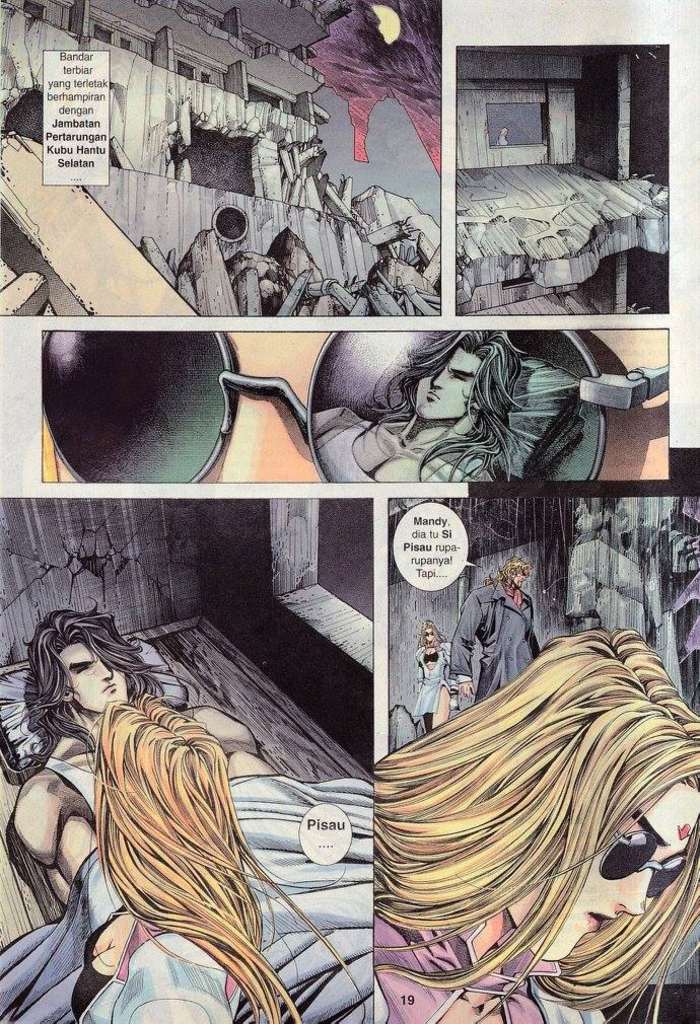 Bandar
terbiar
yang terletak
berhampiran
dengan
Jambatan
Pertarungan
Kubu Hantu
Selatan
....
Mandy,
dia tu Si
Pisau rupa-
rupanya!
Tapi....
Pisau
....
19